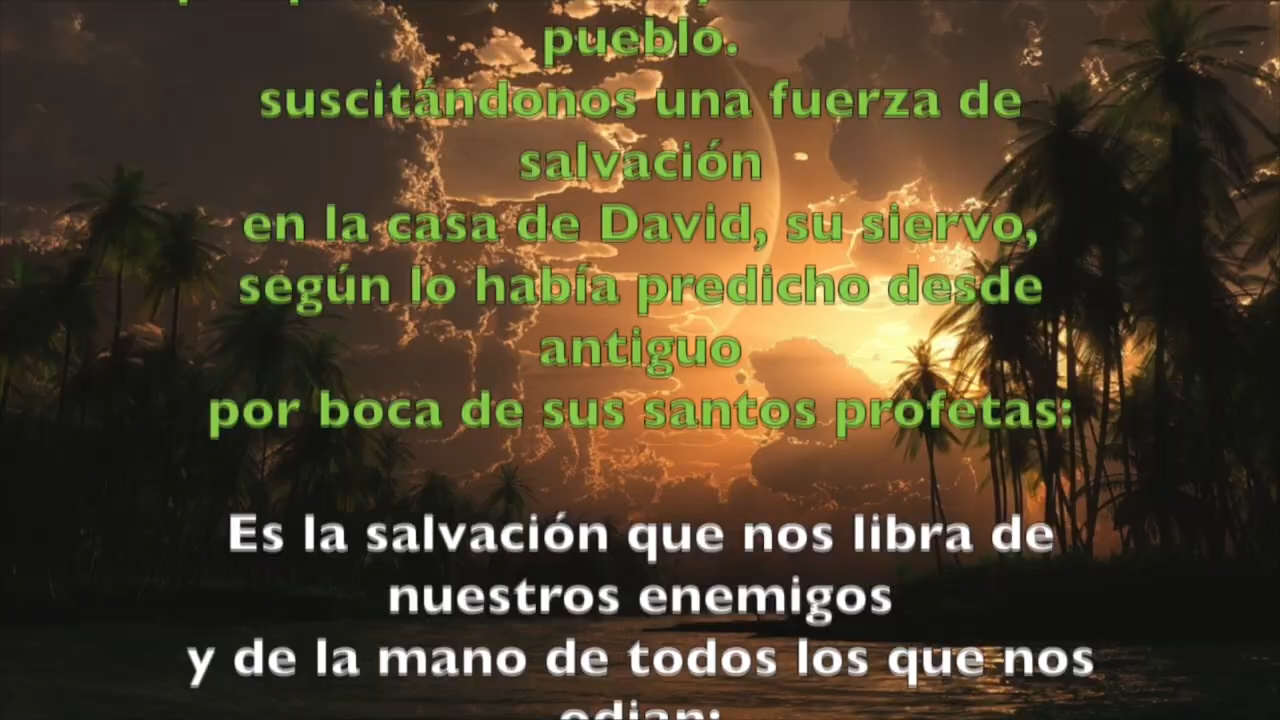 pueblo.
suscitándonos una fuerza de
salvación
en la casa de David, su siervo,
según lo había predicho desde
antiguo
por boca de sus santos profetas:
Es la salvación que nos libra de
nuestros enemigos
y de la mano de todos los que nos
odian: